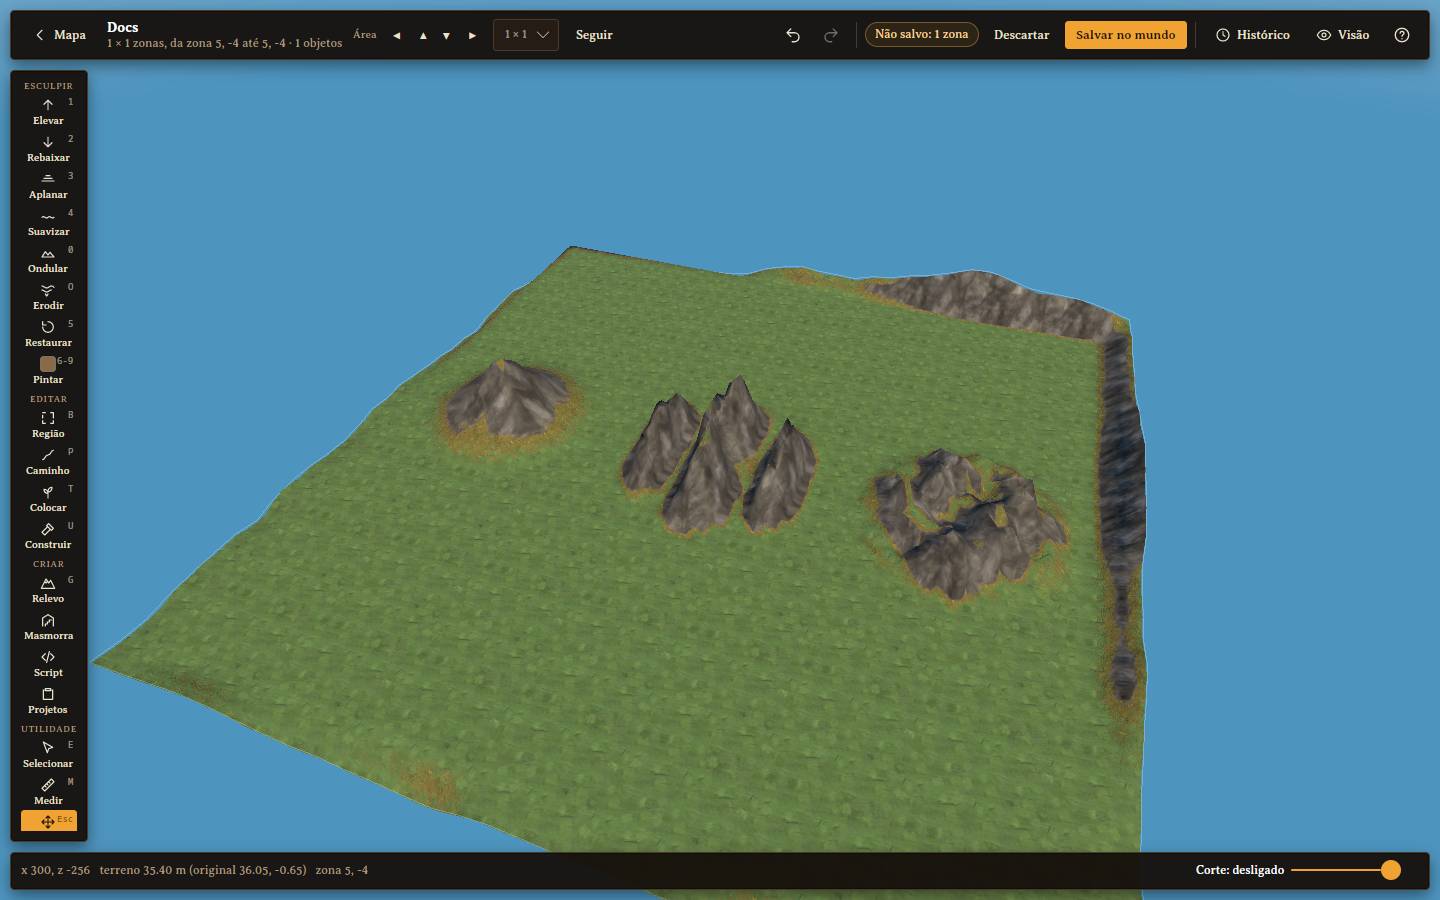 Mapa
Docs
1 × 1 zonas, da zona 5, -4 até 5, -4 · 1 objetos
Área
1 × 1
Seguir
Não salvo: 1 zona
Descartar
Salvar no mundo
Histórico
Visão
ESCULPIR
1
Elevar
2
Rebaixar
3
Aplanar
4
Suavizar
0
Ondular
O
Erodir
5
Restaurar
6-9
Pintar
EDITAR
B
Região
P
Caminho
T
Colocar
U
Construir
CRIAR
G
Relevo
Masmorra
Script
Projetos
UTILIDADE
E
Selecionar
M
Medir
Esc
x 300, z -256 terreno 35.40 m (original 36.05, -0.65) zona 5, -4
Corte: desligado